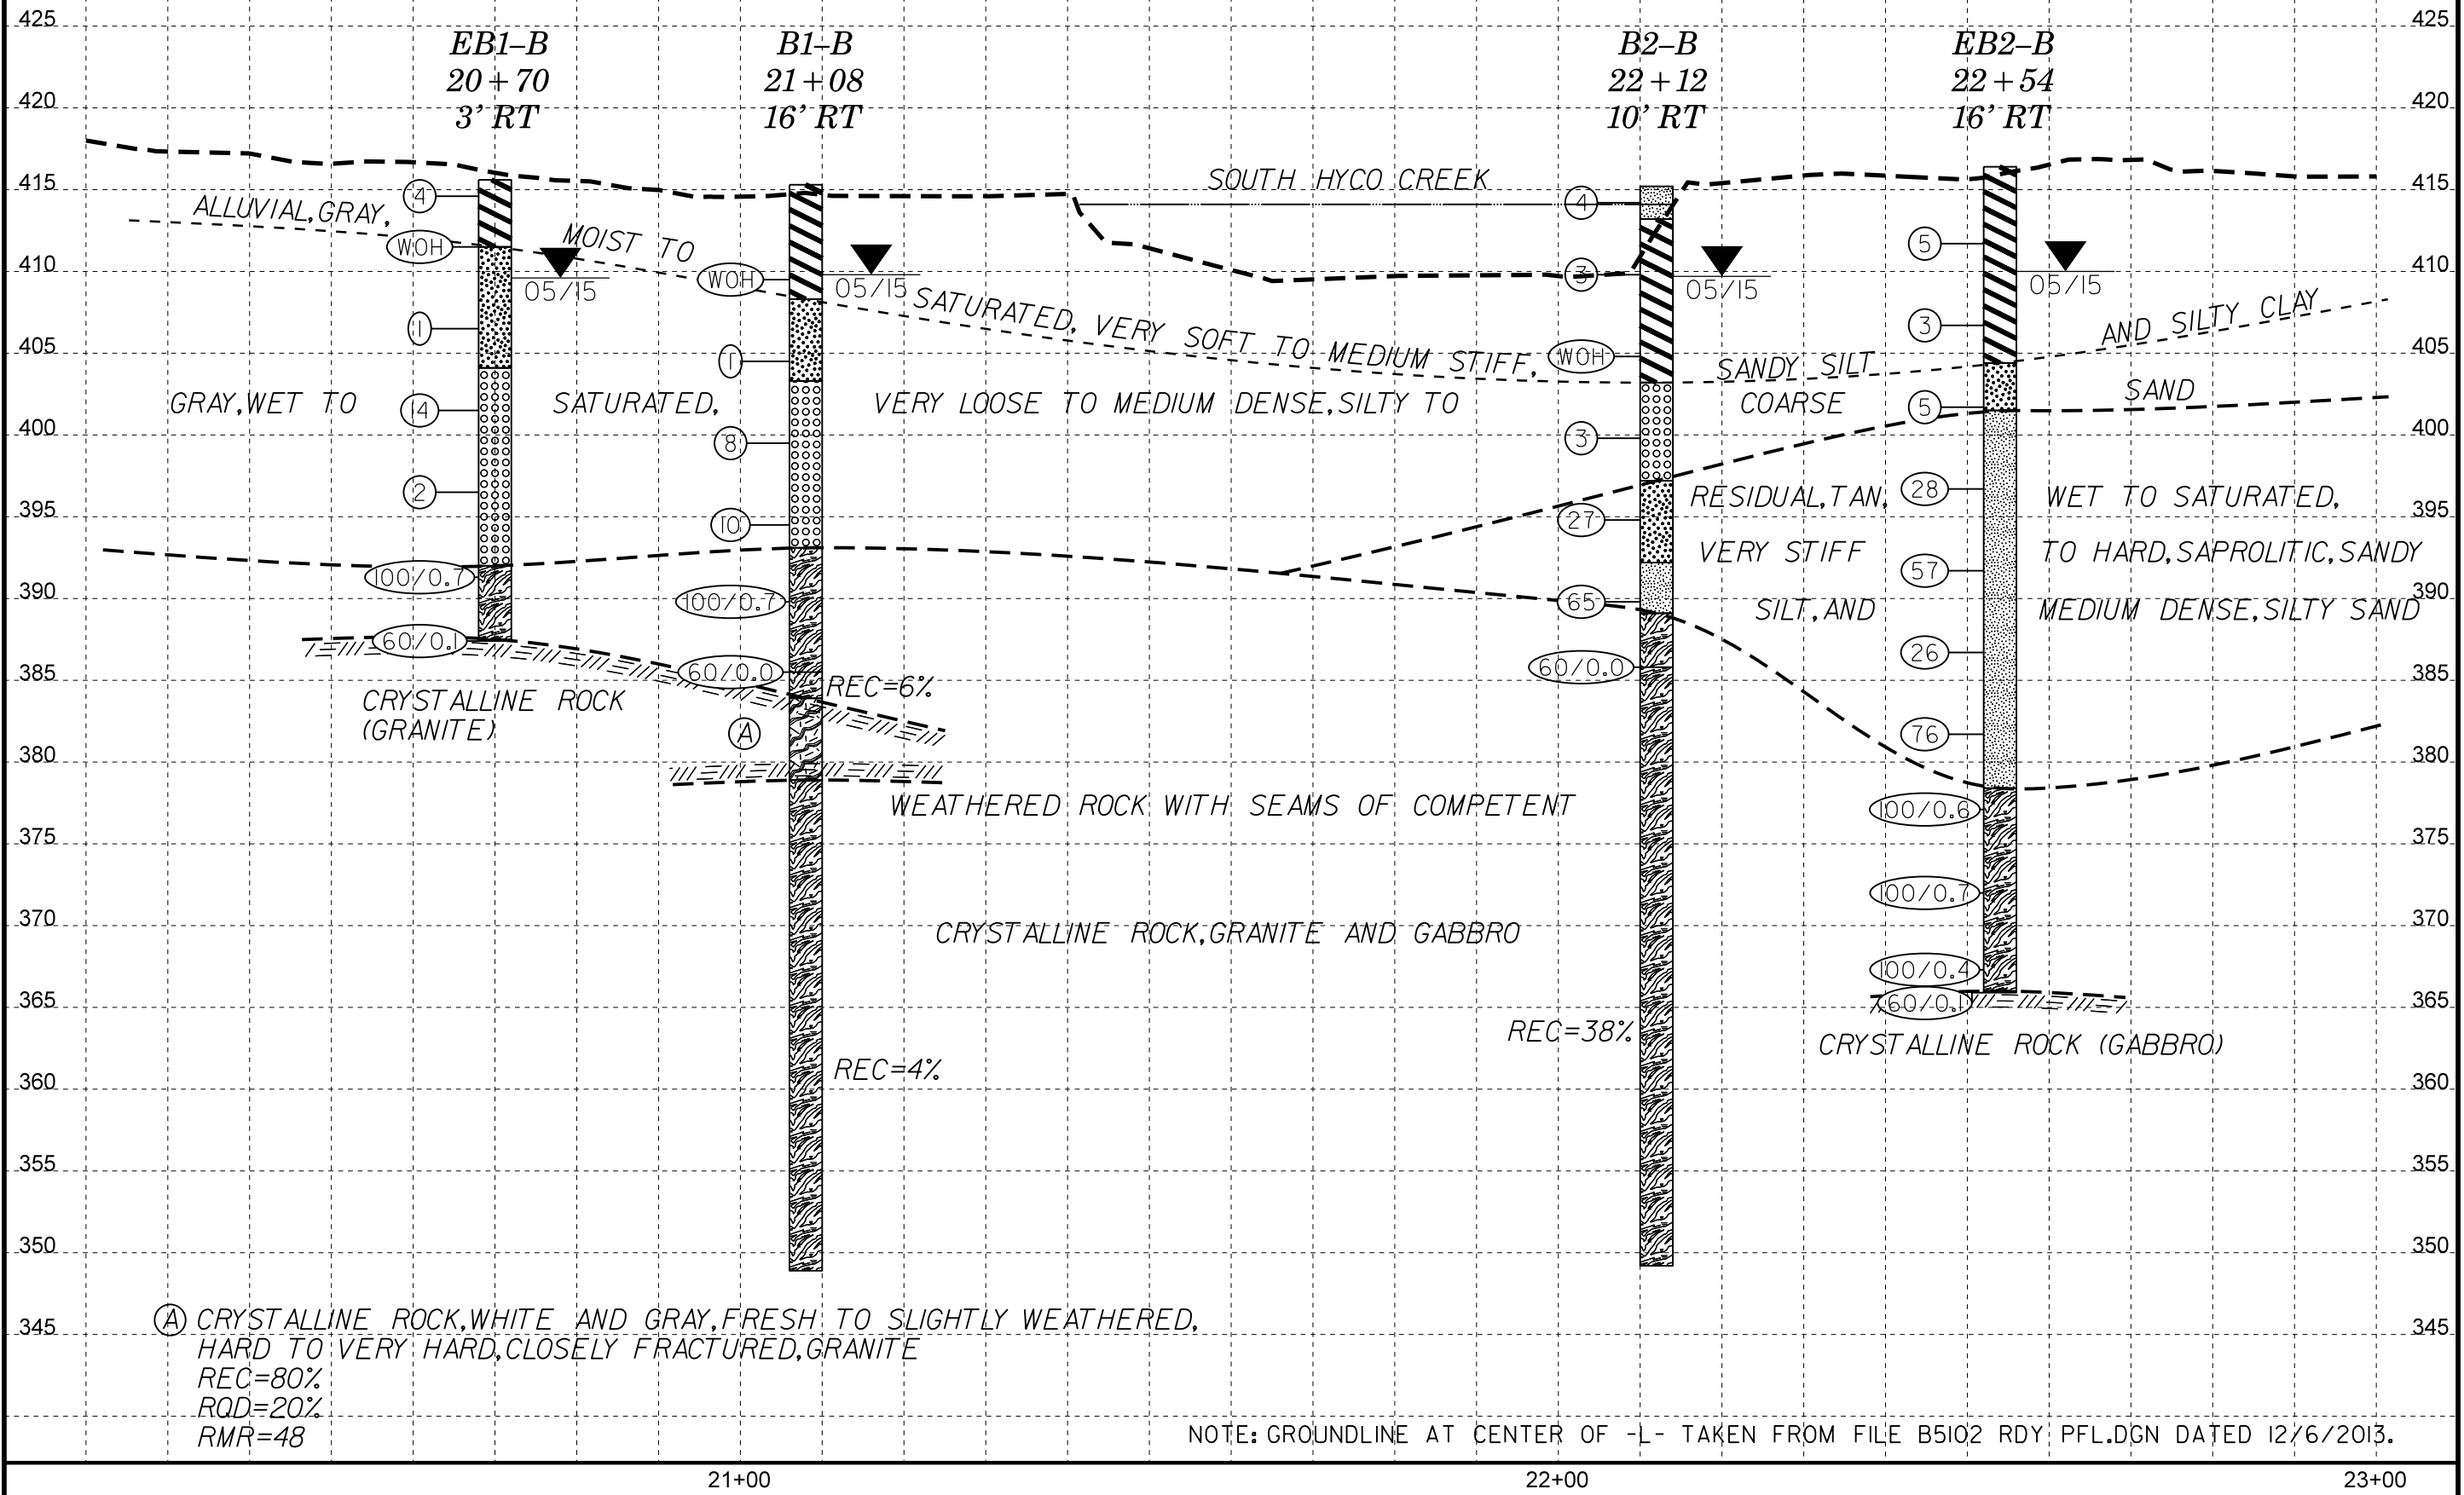 425
425
EB1-B
20+70
3' RT
B1-B
21+08
16' RT
B2-B
22+12
10' RT
EB2-B
22+54
16' RT
420
420
415
415
SOUTH HYCO CREEK
4
4
ALLUVIAL, GRAY,
MOIST TO
SATURATED, VERY SOFT TO MEDIUM STIFF,
SANDY SILT
AND SILTY CLAY
WOH
WOH
3
5
410
410
05/15
05/15
05/15
05/15
1
1
WOH
3
405
405
GRAY, WET TO
SATURATED,
VERY LOOSE TO MEDIUM DENSE, SILTY TO
COARSE
SAND
14
8
3
5
400
400
2
10
27
28
RESIDUAL, TAN,
WET TO SATURATED,
395
395
VERY STIFF
TO HARD, SAPROLITIC, SANDY
100/0.7
100/0.7
65
57
390
390
SILT, AND
MEDIUM DENSE, SILTY SAND
60/0.1
60/0.0
60/0.0
26
385
385
REC=6%
CRYSTALLINE ROCK
(GRANITE)
A
76
380
380
WEATHERED ROCK WITH SEAMS OF COMPETENT
100/0.6
375
375
100/0.7
370
370
CRYSTALLINE ROCK, GRANITE AND GABBRO
100/0.4
60/0.1
365
365
REC=38%
CRYSTALLINE ROCK (GABBRO)
REC=4%
360
360
355
355
350
350
345
345
A CRYSTALLINE ROCK, WHITE AND GRAY, FRESH TO SLIGHTLY WEATHERED,
HARD TO VERY HARD, CLOSELY FRACTURED, GRANITE
REC=80%
RQD=20%
RMR=48
NOTE: GROUNDLINE AT CENTER OF -L- TAKEN FROM FILE B5102 RDY PFL.DGN DATED 12/6/2013.
21+00
22+00
23+00